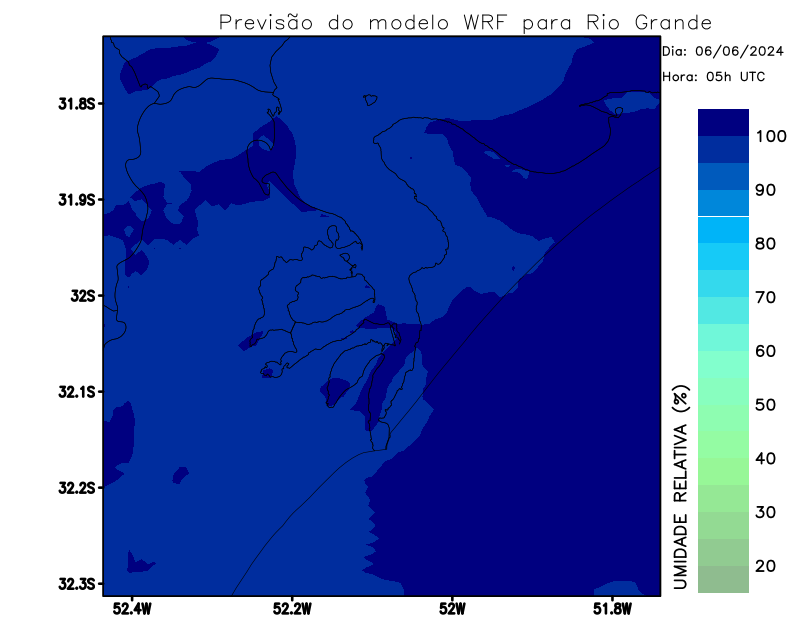 Previsão do modelo WRF para Rio Grande
Dia: 06/06/2024
Hora: 05h UTC
31.8S
31.9S
32S
32.1S
32.2S
32.3S
52.4W
52.2W
52W
51.8W
UMIDADE RELATIVA (%)
100
90
80
70
60
50
40
30
20